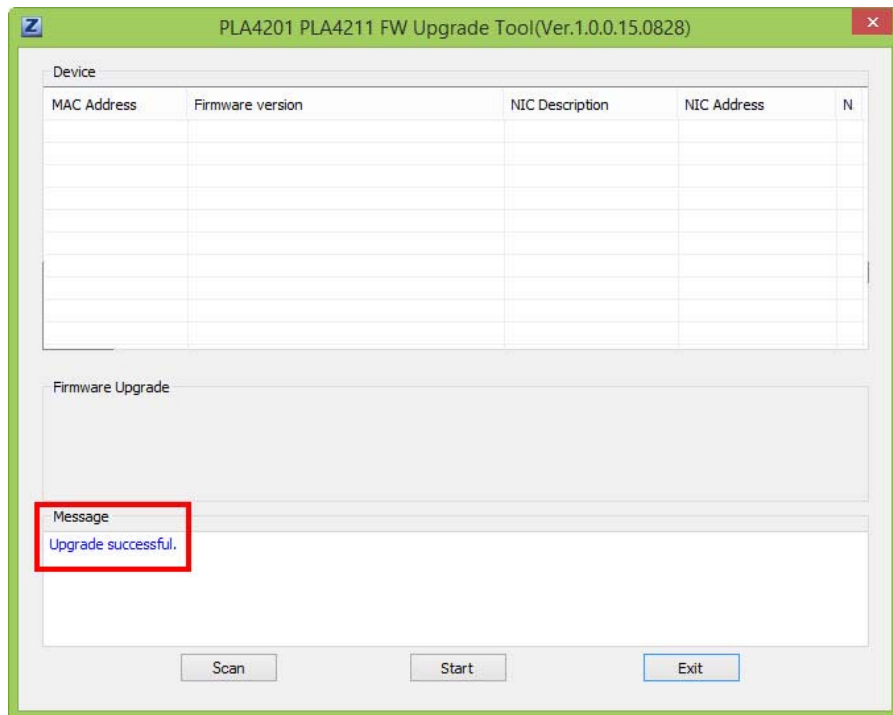 Z PLA4201 PLA4211 FW Upgrade Tool(Ver.1.0.0.15.0828) ×
Device
MAC Address Firmware version NIC Description NIC Address N
Firmware Upgrade
Message
Upgrade successful.
Scan Start Exit